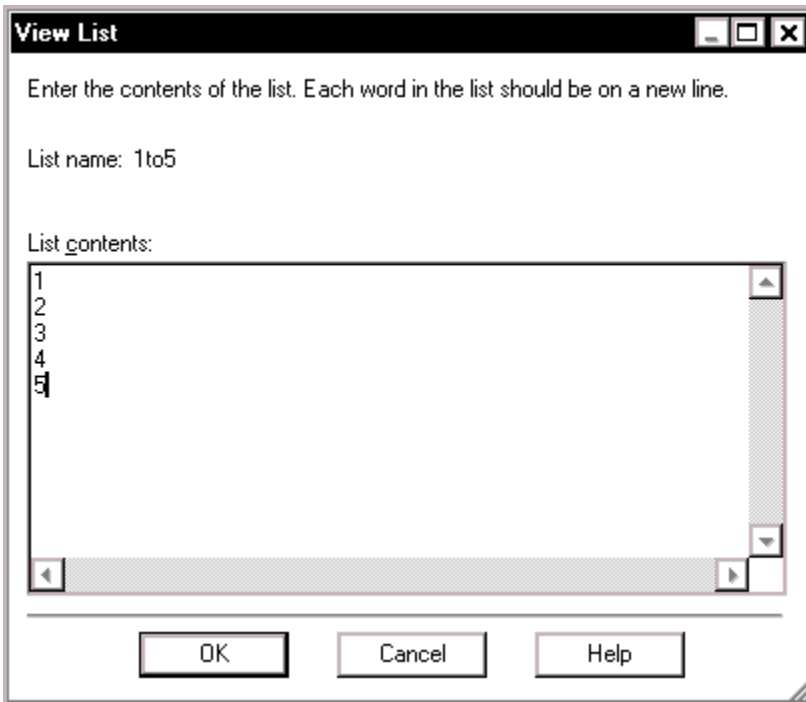 View List
Enter the contents of the list. Each word in the list should be on a new line.
List name: 1to5
List contents:
1
2
3
4
5
OK
Cancel
Help